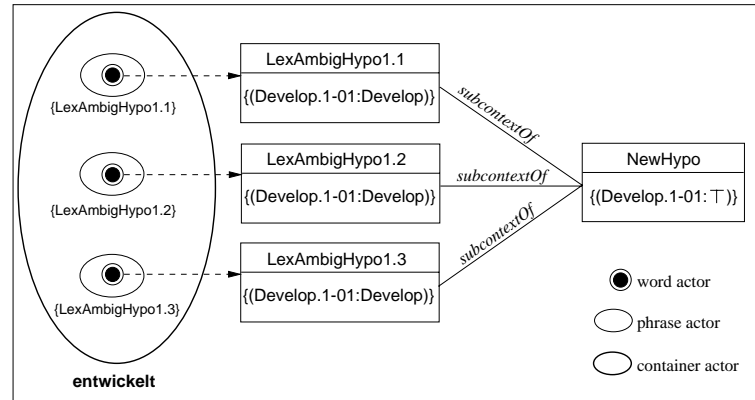 {LexAmbigHypo1.1}
{LexAmbigHypo1.2}
{LexAmbigHypo1.3}
entwickelt
LexAmbigHypo1.1
{(Develop.1-01:Develop)}
LexAmbigHypo1.2
{(Develop.1-01:Develop)}
LexAmbigHypo1.3
{(Develop.1-01:Develop)}
subcontextOf
subcontextOf
subcontextOf
NewHypo
{(Develop.1-01:⊤)}
word actor
phrase actor
container actor